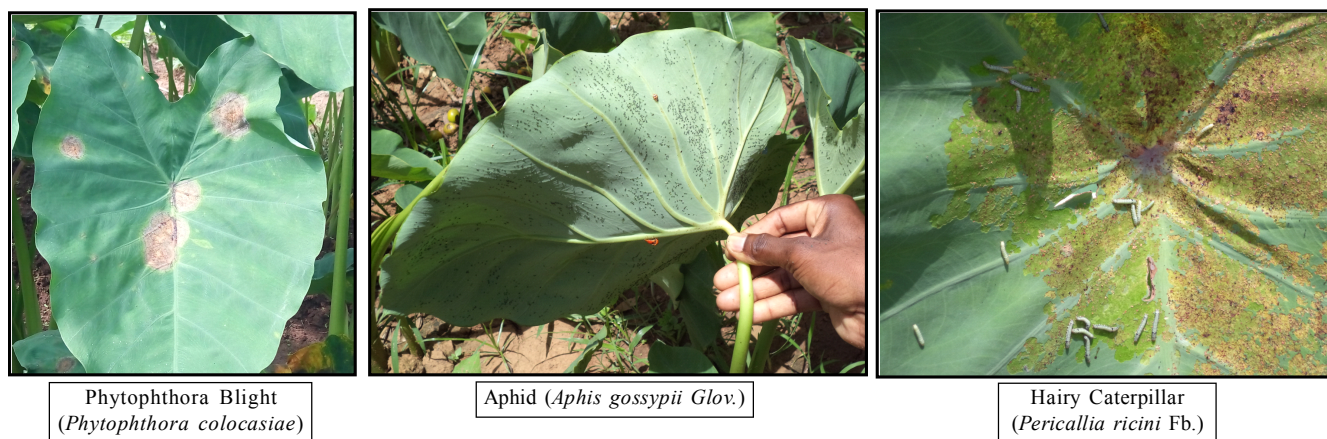 Phytophthora Blight
(Phytophthora colocasiae)
Aphid (Aphis gossypii Glov.)
Hairy Caterpillar
(Pericallia ricini Fb.)